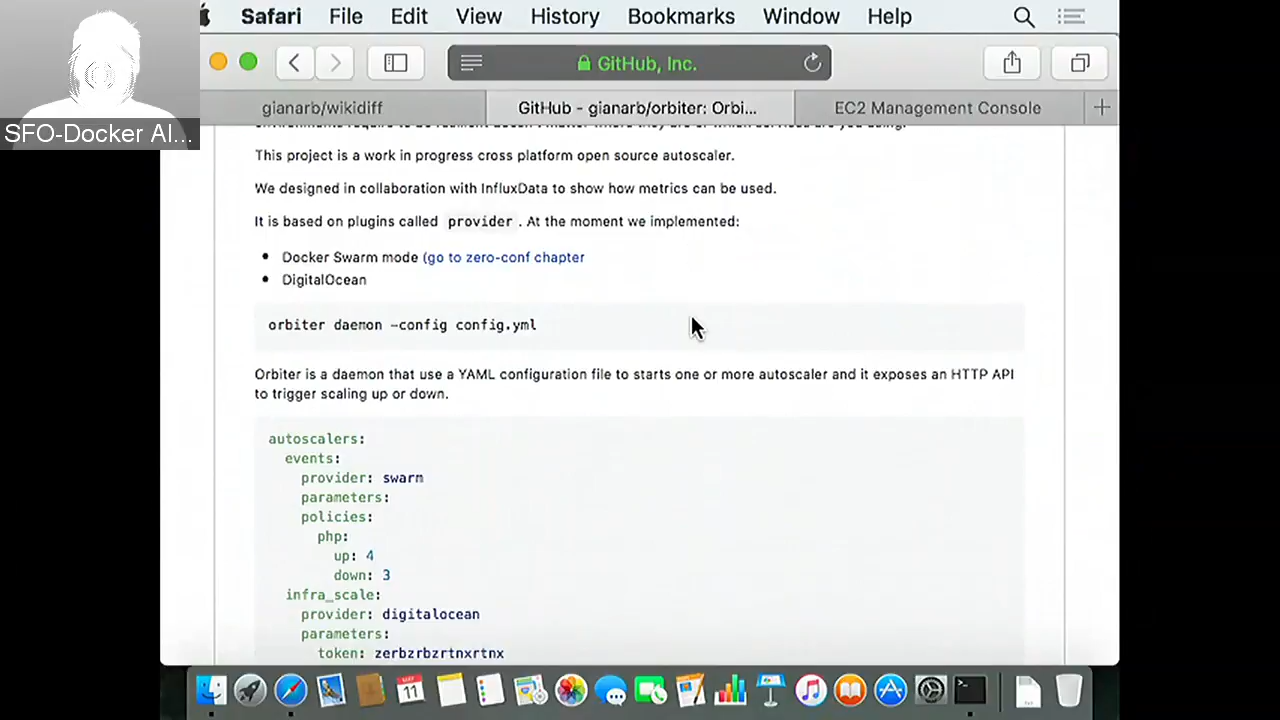 Safari File Edit View History Bookmarks Window Help
GitHub, Inc.
gianarb/wikidiff
GitHub - gianarb/orbiter: Orbi...
EC2 Management Console
SFO-Docker Al...
This project is a work in progress cross platform open source autoscaler.
We designed in collaboration with InfluxData to show how metrics can be used.
It is based on plugins called provider . At the moment we implemented:
Docker Swarm mode (go to zero-conf chapter
DigitalOcean
orbiter daemon -config config.yml
Orbiter is a daemon that use a YAML configuration file to starts one or more autoscaler and it exposes an HTTP API
to trigger scaling up or down.
autoscalers:
events:
provider: swarm
parameters:
policies:
php:
up: 4
down: 3
infra_scale:
provider: digitalocean
parameters:
token: zerbzrbzrtnxrtnx
11